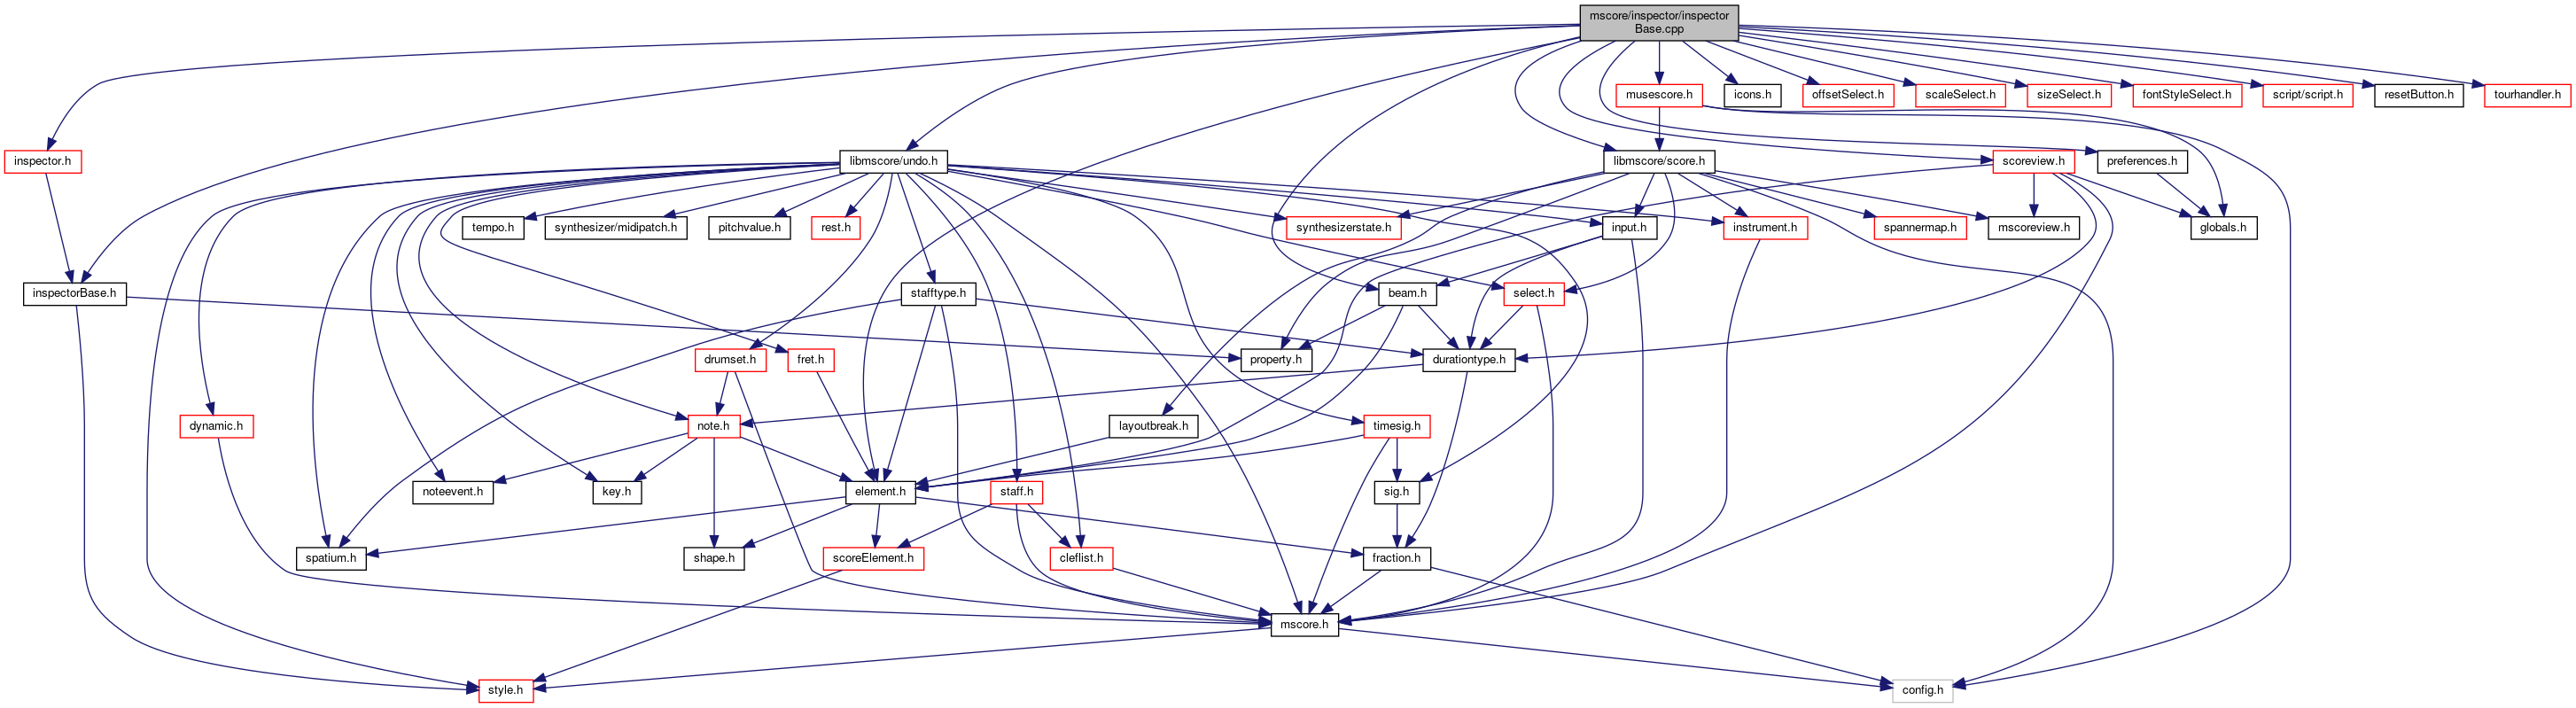 mscore/inspector/inspector
Base.cpp
musescore.h
icons.h
offsetSelect.h
scaleSelect.h
sizeSelect.h
fontStyleSelect.h
script/script.h
resetButton.h
tourhandler.h
inspector.h
libmscore/undo.h
libmscore/score.h
scoreview.h
preferences.h
tempo.h
synthesizer/midipatch.h
pitchvalue.h
rest.h
synthesizerstate.h
input.h
instrument.h
spannermap.h
mscoreview.h
globals.h
inspectorBase.h
stafftype.h
beam.h
select.h
drumset.h
fret.h
property.h
durationtype.h
dynamic.h
note.h
layoutbreak.h
timesig.h
noteevent.h
key.h
element.h
staff.h
sig.h
spatium.h
shape.h
scoreElement.h
cleflist.h
fraction.h
mscore.h
style.h
config.h